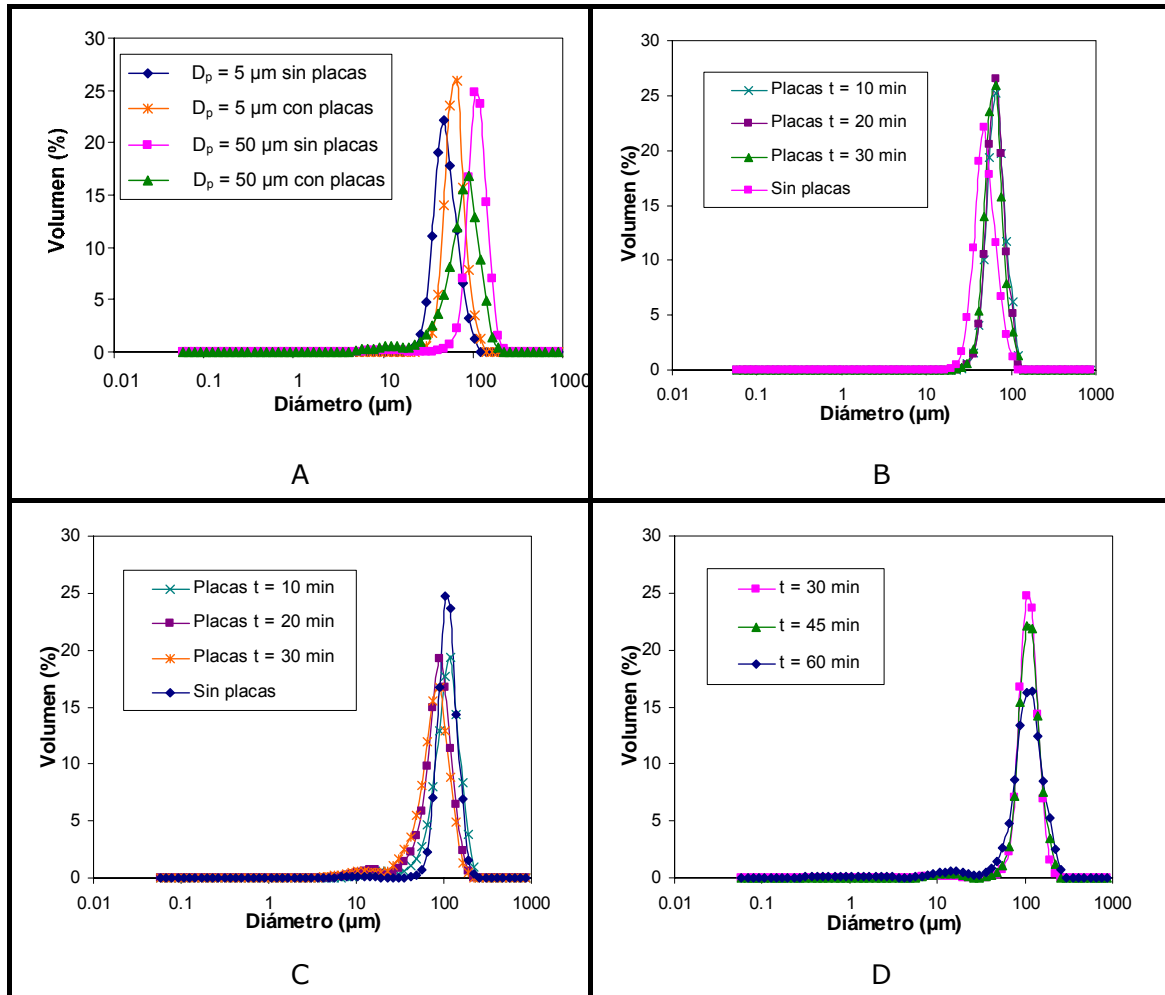 30
25
20
15
10
5
0
Volumen (%)
D_p = 5 µm sin placas
D_p = 5 µm con placas
D_p = 50 µm sin placas
D_p = 50 µm con placas
0.01 0.1 1 10 100 1000
Diámetro (µm)
A
30
25
20
15
10
5
0
Volumen (%)
Placas t = 10 min
Placas t = 20 min
Placas t = 30 min
Sin placas
0.01 0.1 1 10 100 1000
Diámetro (µm)
B
30
25
20
15
10
5
0
Volumen (%)
Placas t = 10 min
Placas t = 20 min
Placas t = 30 min
Sin placas
0.01 0.1 1 10 100 1000
Diámetro (µm)
C
30
25
20
15
10
5
0
Volumen (%)
t = 30 min
t = 45 min
t = 60 min
0.01 0.1 1 10 100 1000
Diámetro (µm)
D